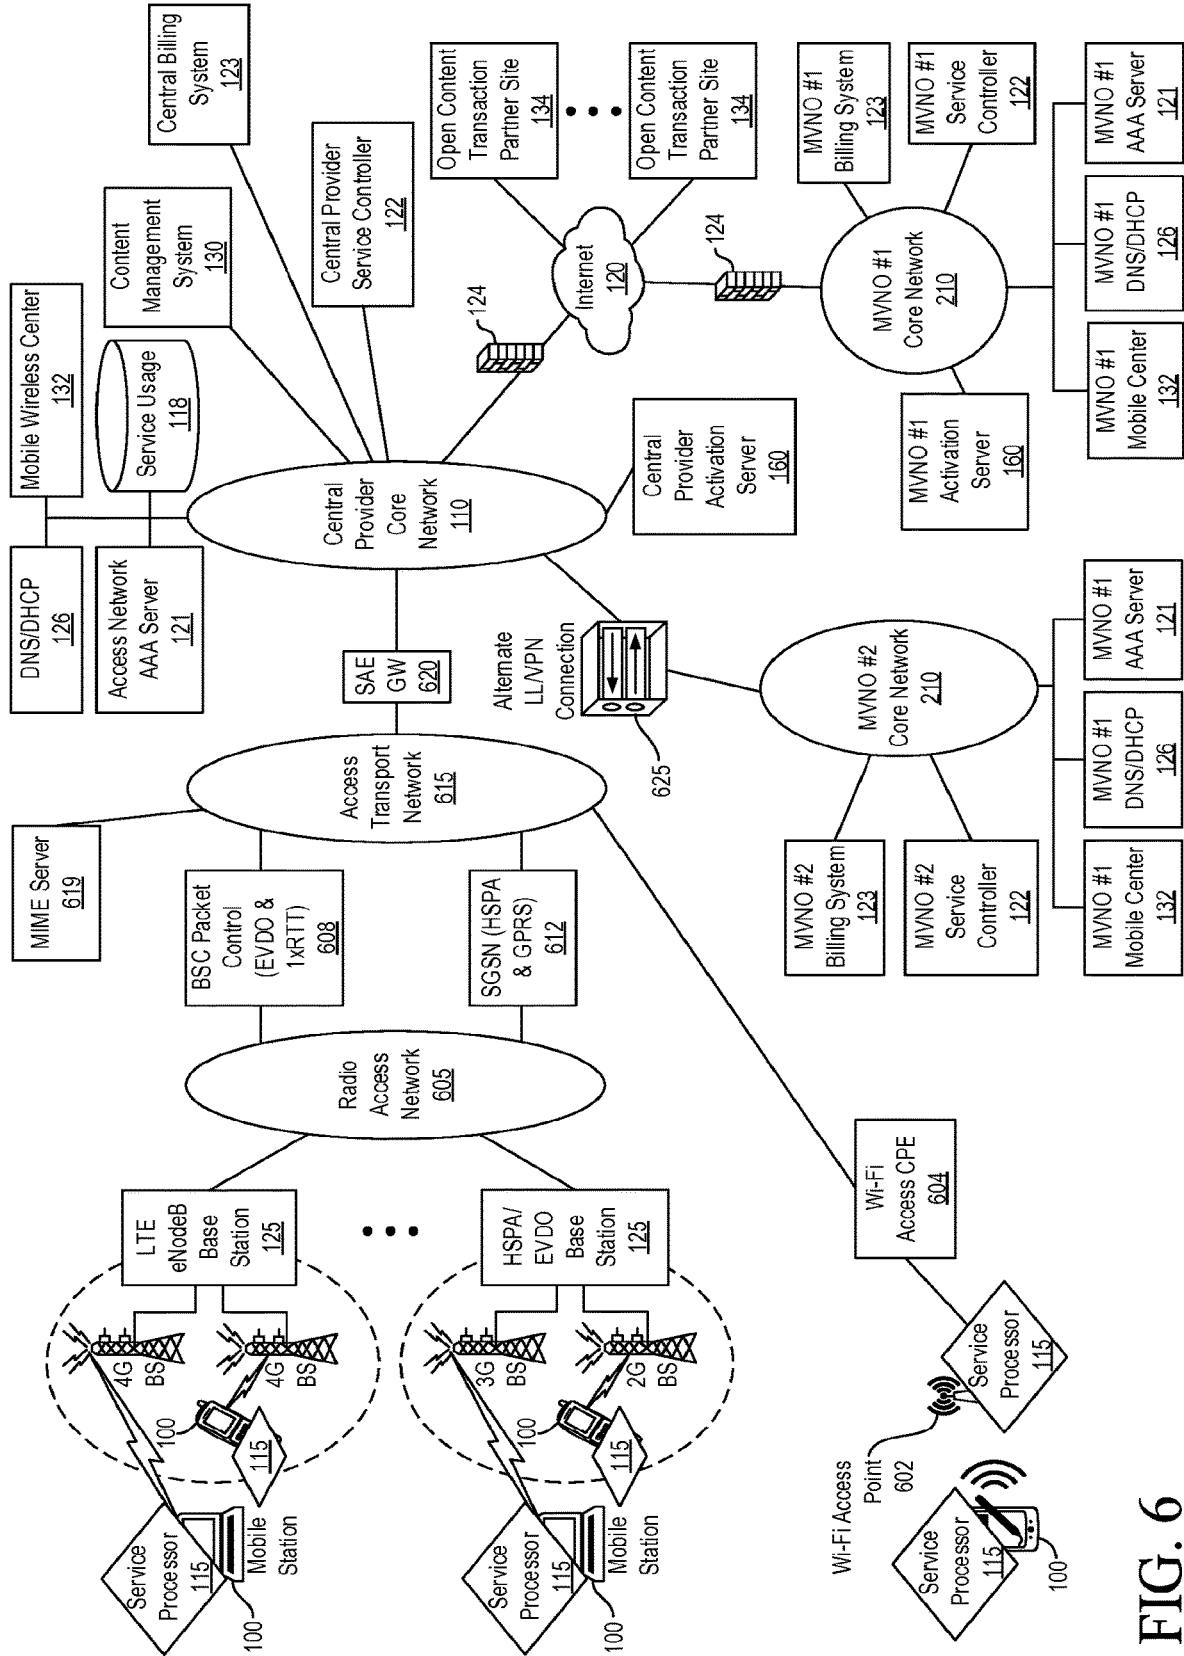 MIME Server
619
DNS/DHCP
126
Mobile Wireless Center
132
Access Network
AAA Server
121
Service Usage
118
Content
Management
System
130
Central Billing
System
123
Central Provider
Service Controller
122
LTE
eNodeB
Base
Station
125
4G
BS
4G
BS
100
115
Service
Processor
115
100
Mobile
Station
HSPA/
EVDO
Base
Station
125
3G
BS
2G
BS
100
115
Service
Processor
115
100
Mobile
Station
Radio
Access
Network
605
BSC Packet
Control
(EVDO &
1xRTT)
608
SGSN (HSPA
& GPRS)
612
Access
Transport
Network
615
SAE
GW
620
Central
Provider
Core
Network
110
124
Internet
120
Open Content
Transaction
Partner Site
134
Open Content
Transaction
Partner Site
134
Alternate
LL/VPN
Connection
625
Central
Provider
Activation
Server
160
124
Wi-Fi
Access CPE
604
Service
Processor
115
Wi-Fi Access
Point
602
Service
Processor
115
100
MVNO #2
Core Network
210
MVNO #2
Billing System
123
MVNO #2
Service
Controller
122
MVNO #1
Mobile Center
132
MVNO #1
DNS/DHCP
126
MVNO #1
AAA Server
121
MVNO #1
Core Network
210
MVNO #1
Billing System
123
MVNO #1
Service
Controller
122
MVNO #1
Activation
Server
160
MVNO #1
Mobile Center
132
MVNO #1
DNS/DHCP
126
MVNO #1
AAA Server
121
FIG. 6